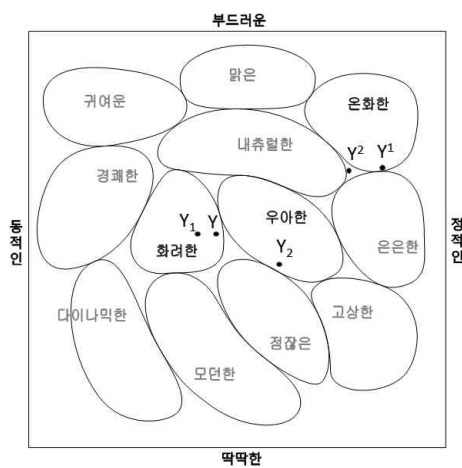 부드러운
맑은
귀여운
온화한
내츄럴한
Y² Y¹
경쾌한
동적인
정적인
Y₁ Y
우아한
화려한
은은한
Y₂
다이나믹한
고상한
점잖은
모던한
딱딱한